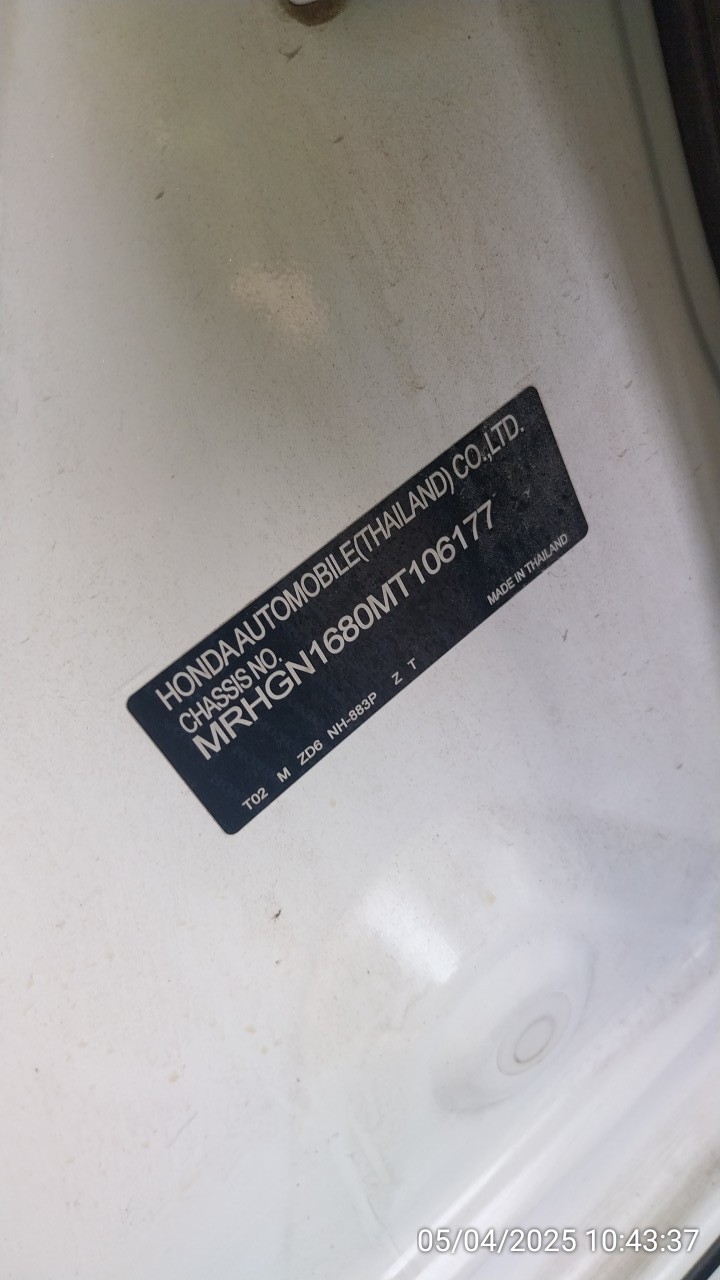 HONDA AUTOMOBILE(THAILAND) CO.,LTD.
CHASSIS NO.
MRHGN1680MT106177
MADE IN THAILAND
T02 M ZD6 NH-883P Z T
05/04/2025 10:43:37